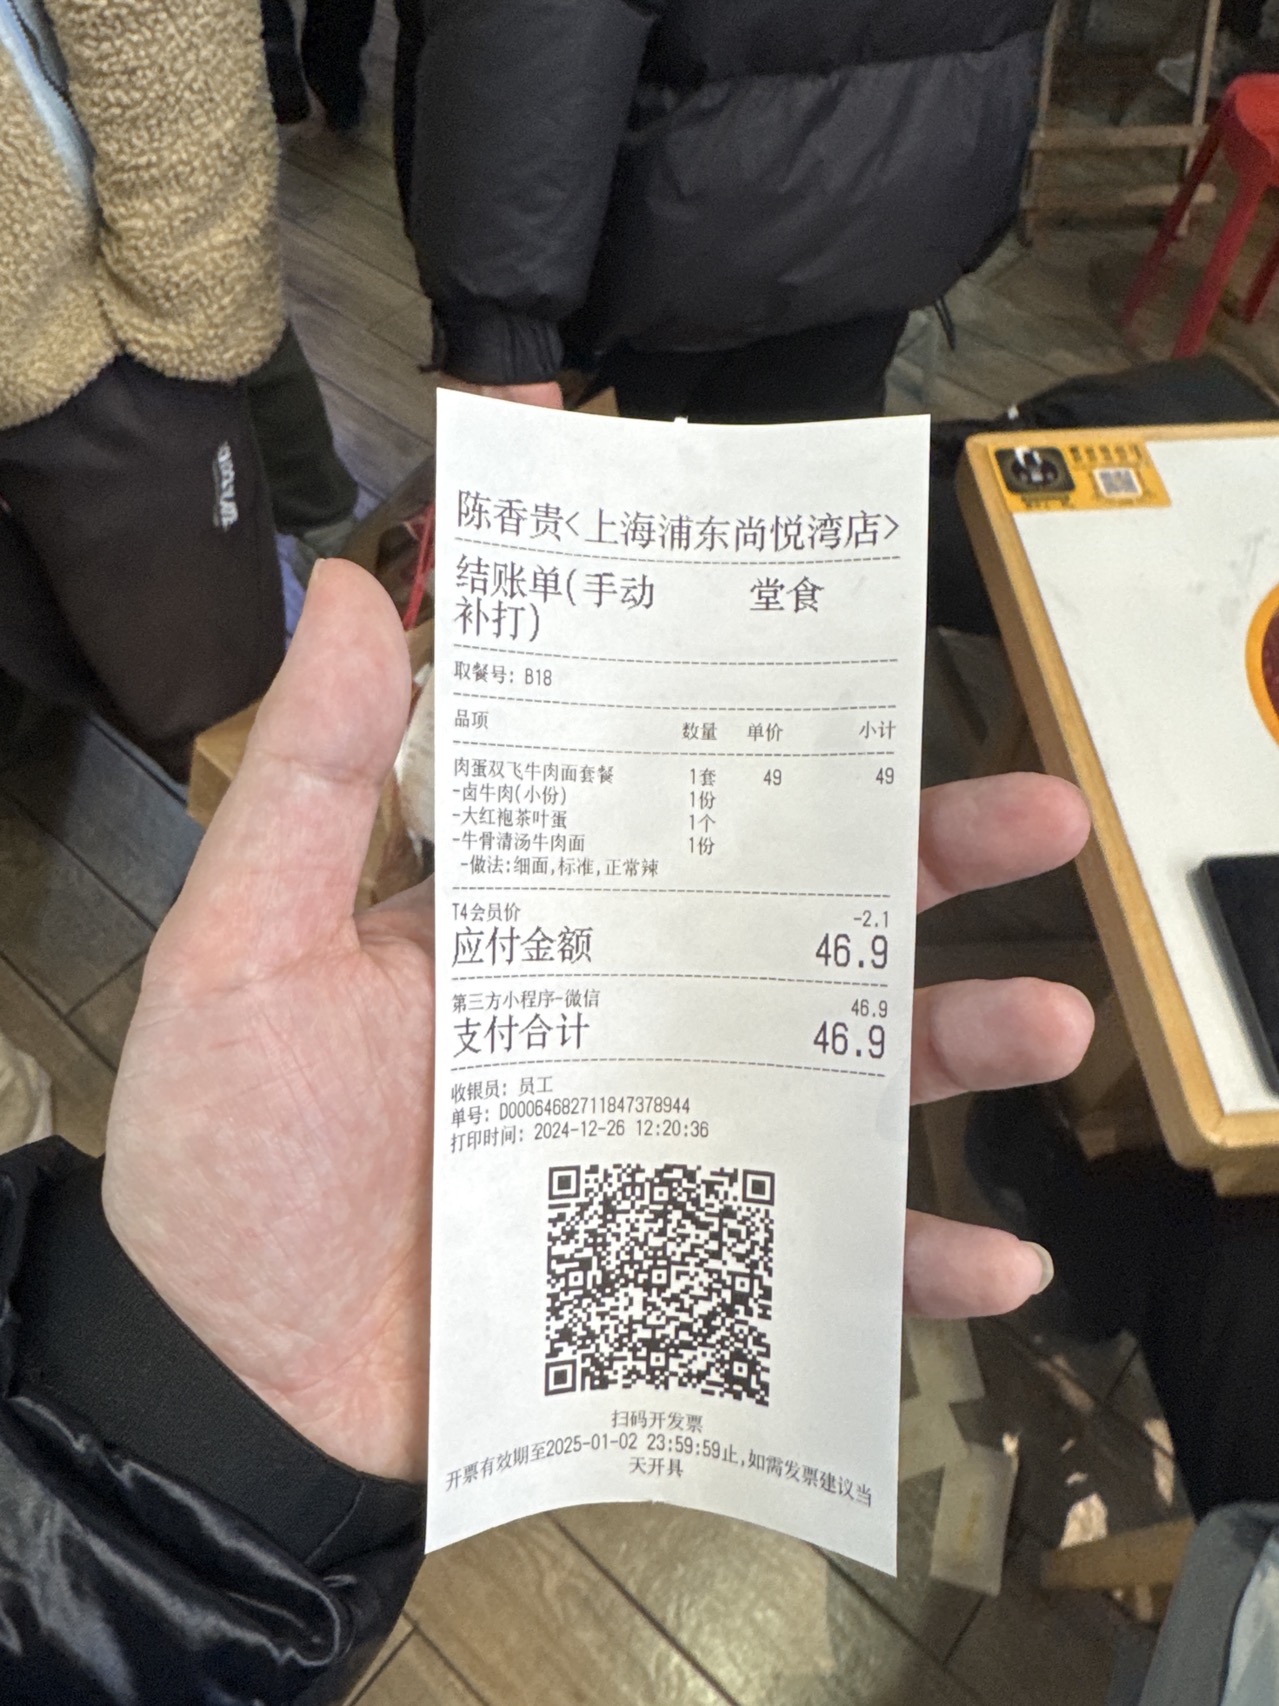 陈香贵<上海浦东尚悦湾店>
结账单(手动补打) 堂食
取餐号: B18
品项 数量 单价 小计
肉蛋双飞牛肉面套餐 1套 49 49
-卤牛肉(小份) 1份
-大红袍茶叶蛋 1个
-牛骨清汤牛肉面 1份
-做法:细面,标准,正常辣
T4会员价 -2.1
应付金额 46.9
第三方小程序-微信 46.9
支付合计 46.9
收银员: 员工
单号: D00064682711847378944
打印时间: 2024-12-26 12:20:36
扫码开发票
开票有效期至2025-01-02 23:59:59止,如需发票建议当
天开具